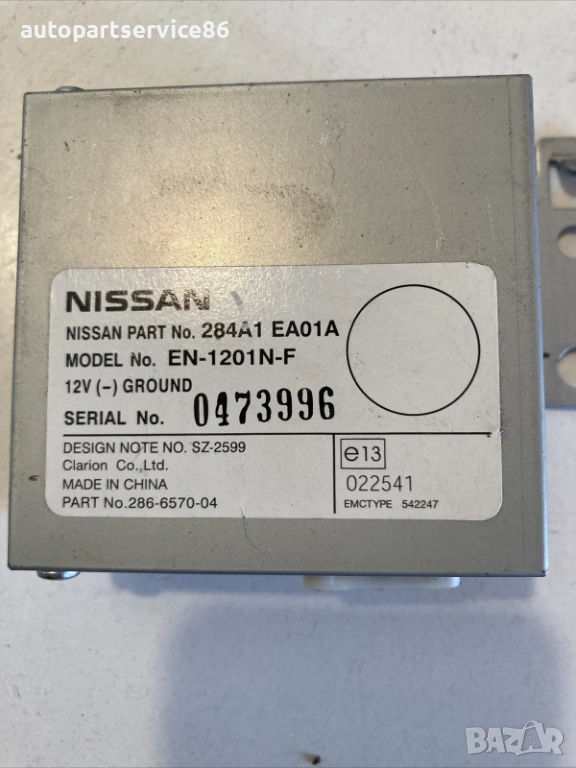 autopartservice86
NISSAN
NISSAN PART No. 284A1 EA01A
MODEL No. EN-1201N-F
12V (–) GROUND
SERIAL No. 0473996
DESIGN NOTE NO. SZ-2599
Clarion Co.,Ltd.
MADE IN CHINA
PART No.286-6570-04
e13
022541
EMCTYPE 542247
BAZAR